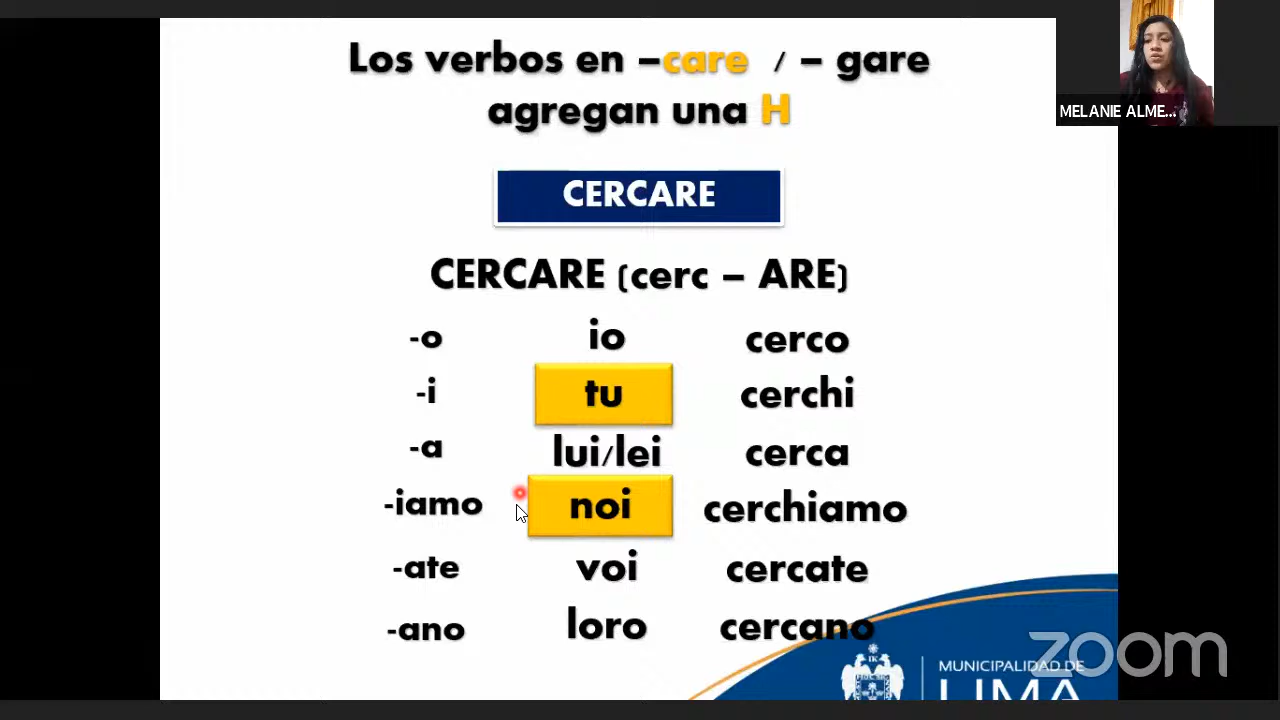 Los verbos en –care / – gare
agregan una H
MELANIE ALME...
CERCARE
CERCARE (cerc – ARE)
-o io cerco
-i tu cerchi
-a lui/lei cerca
-iamo noi cerchiamo
-ate voi cercate
-ano loro cercano
zoom
MUNICIPALIDAD DE
LIMA